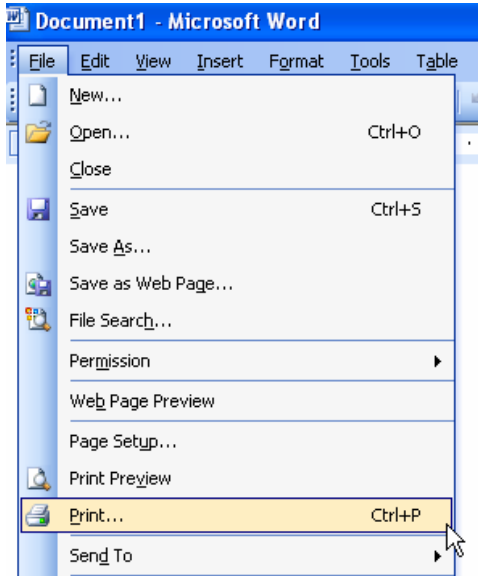 Document1 - Microsoft Word
File Edit View Insert Format Tools Table
New...
Open... Ctrl+O
Close
Save Ctrl+S
Save As...
Save as Web Page...
File Search...
Permission
Web Page Preview
Page Setup...
Print Preview
Print... Ctrl+P
Send To